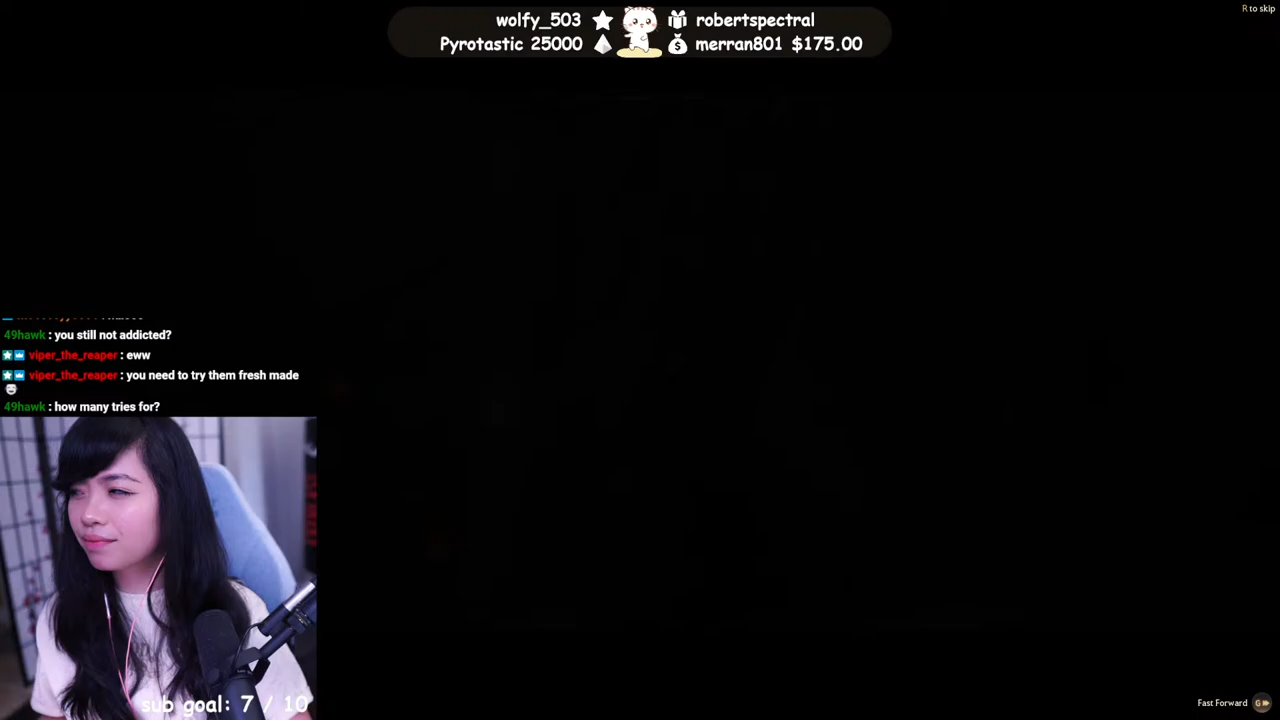 wolfy_503 robertspectral
Pyrotastic 25000 merran801 $175.00
R to skip
49hawk : you still not addicted?
viper_the_reaper : eww
viper_the_reaper : you need to try them fresh made
49hawk : how many tries for?
sub goal: 7 / 10
Fast Forward G